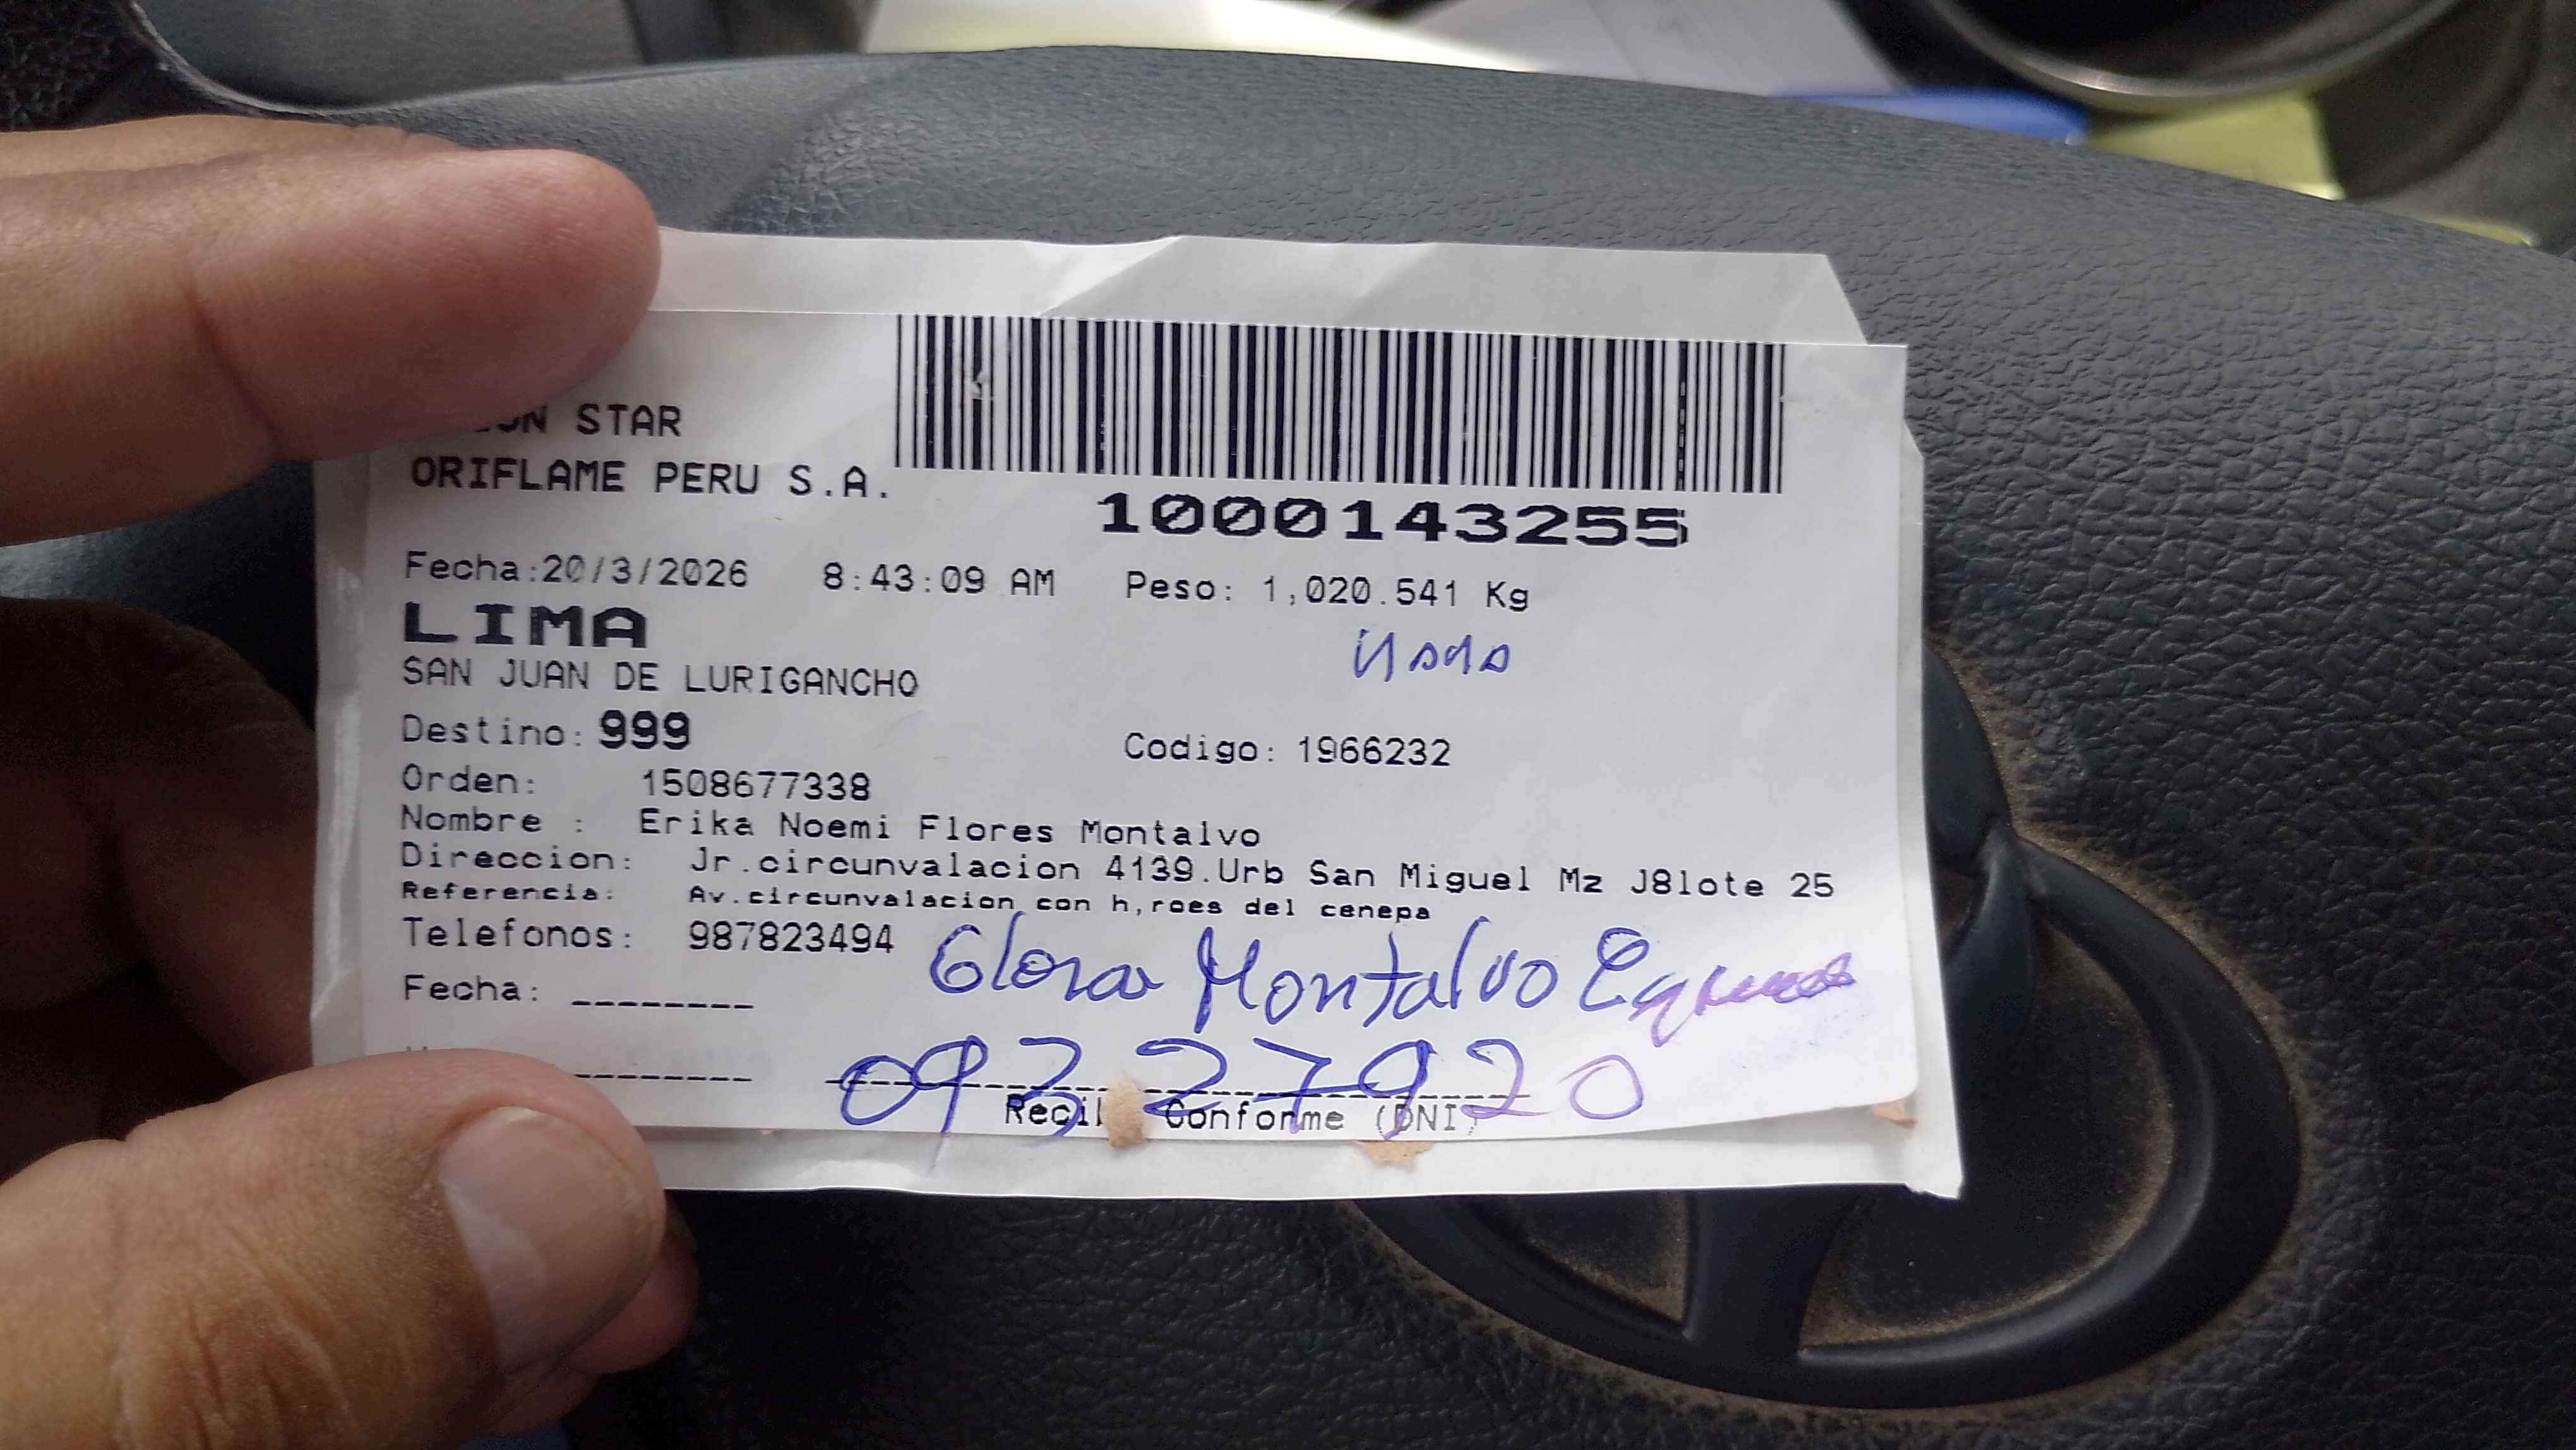 STAR
ORIFLAME PERU S.A.
1000143255
Fecha:20/3/2026 8:43:09 AM Peso: 1,020.541 Kg
LIMA
SAN JUAN DE LURIGANCHO
Destino: 999 Codigo: 1966232
Orden: 1508677338
Nombre : Erika Noemi Flores Montalvo
Direccion: Jr.circunvalacion 4139.Urb San Miguel Mz J8lote 25
Referencia: Av.circunvalacion con h,roes del cenepa
Telefonos: 987823494
Montalvo
Fecha: ________
09327920
Conforme (DNI)